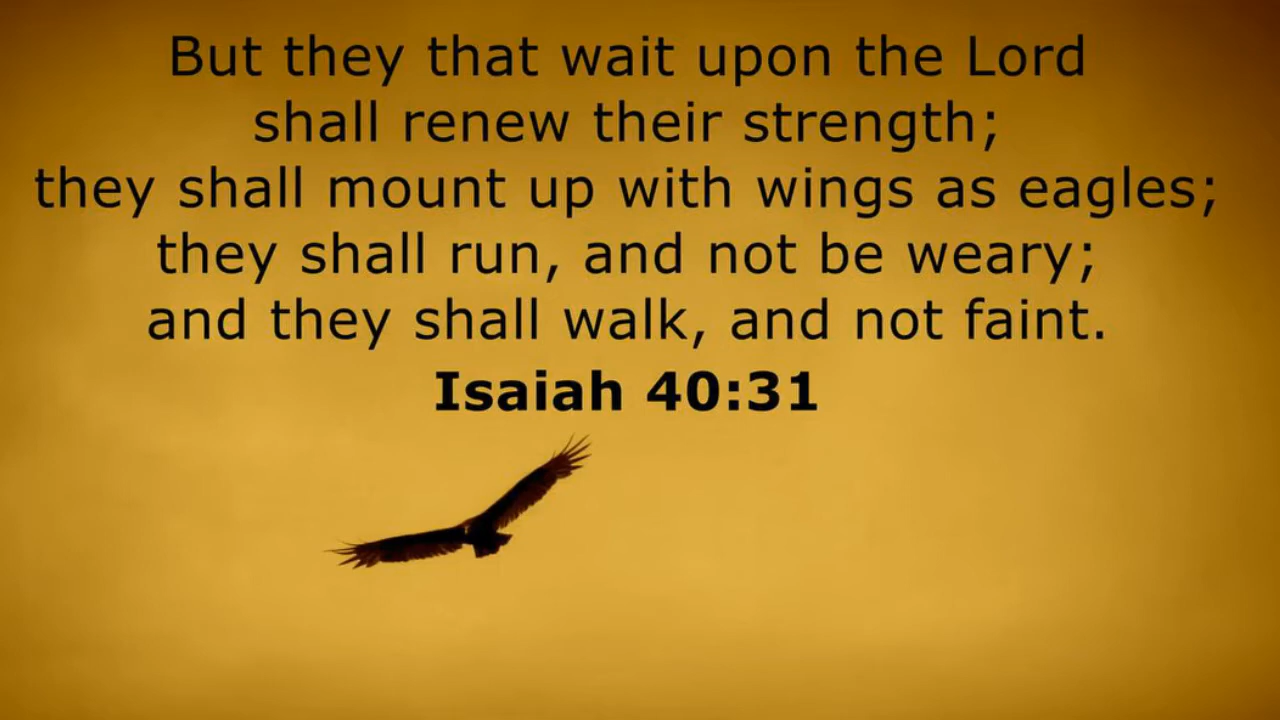 But they that wait upon the Lord
shall renew their strength;
they shall mount up with wings as eagles;
they shall run, and not be weary;
and they shall walk, and not faint.
Isaiah 40:31